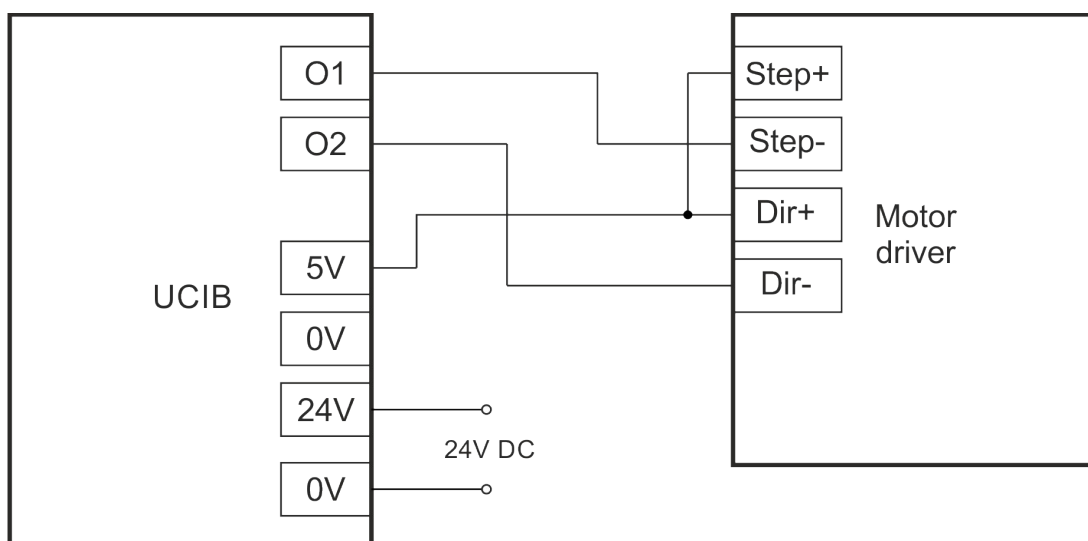 O1
O2
5V
0V
24V
0V
UCIB
24V DC
Step+
Step-
Dir+
Dir-
Motor
driver